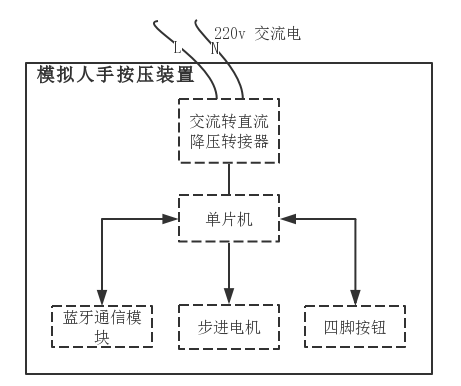 220v 交流电
L
N
模拟人手按压装置
交流转直流
降压转接器
单片机
蓝牙通信模
块
步进电机
四脚按钮